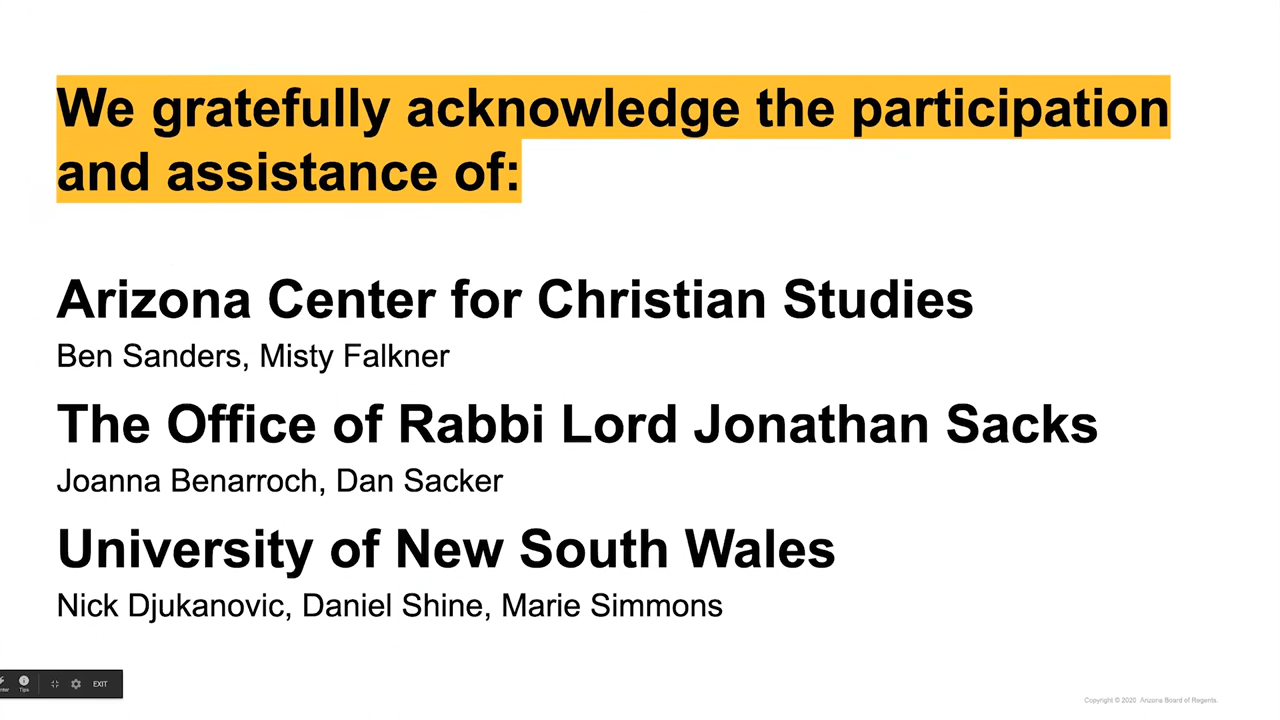 We gratefully acknowledge the participation
and assistance of:
Arizona Center for Christian Studies
Ben Sanders, Misty Falkner
The Office of Rabbi Lord Jonathan Sacks
Joanna Benarroch, Dan Sacker
University of New South Wales
Nick Djukanovic, Daniel Shine, Marie Simmons
Tips
EXIT
Copyright © 2020 Arizona Board of Regents.